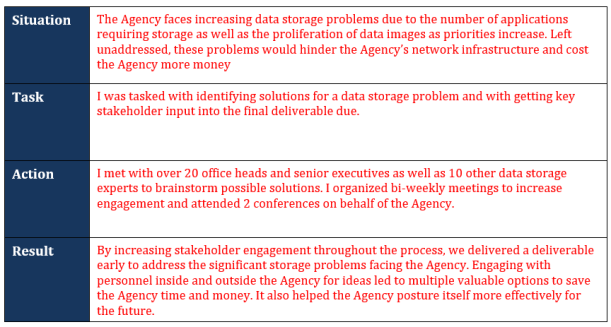 Situation
The Agency faces increasing data storage problems due to the number of applications
requiring storage as well as the proliferation of data images as priorities increase. Left
unaddressed, these problems would hinder the Agency's network infrastructure and cost
the Agency more money
Task
I was tasked with identifying solutions for a data storage problem and with getting key
stakeholder input into the final deliverable due.
Action
I met with over 20 office heads and senior executives as well as 10 other data storage
experts to brainstorm possible solutions. I organized bi-weekly meetings to increase
engagement and attended 2 conferences on behalf of the Agency.
Result
By increasing stakeholder engagement throughout the process, we delivered a deliverable
early to address the significant storage problems facing the Agency. Engaging with
personnel inside and outside the Agency for ideas led to multiple valuable options to save
the Agency time and money. It also helped the Agency posture itself more effectively for
the future.